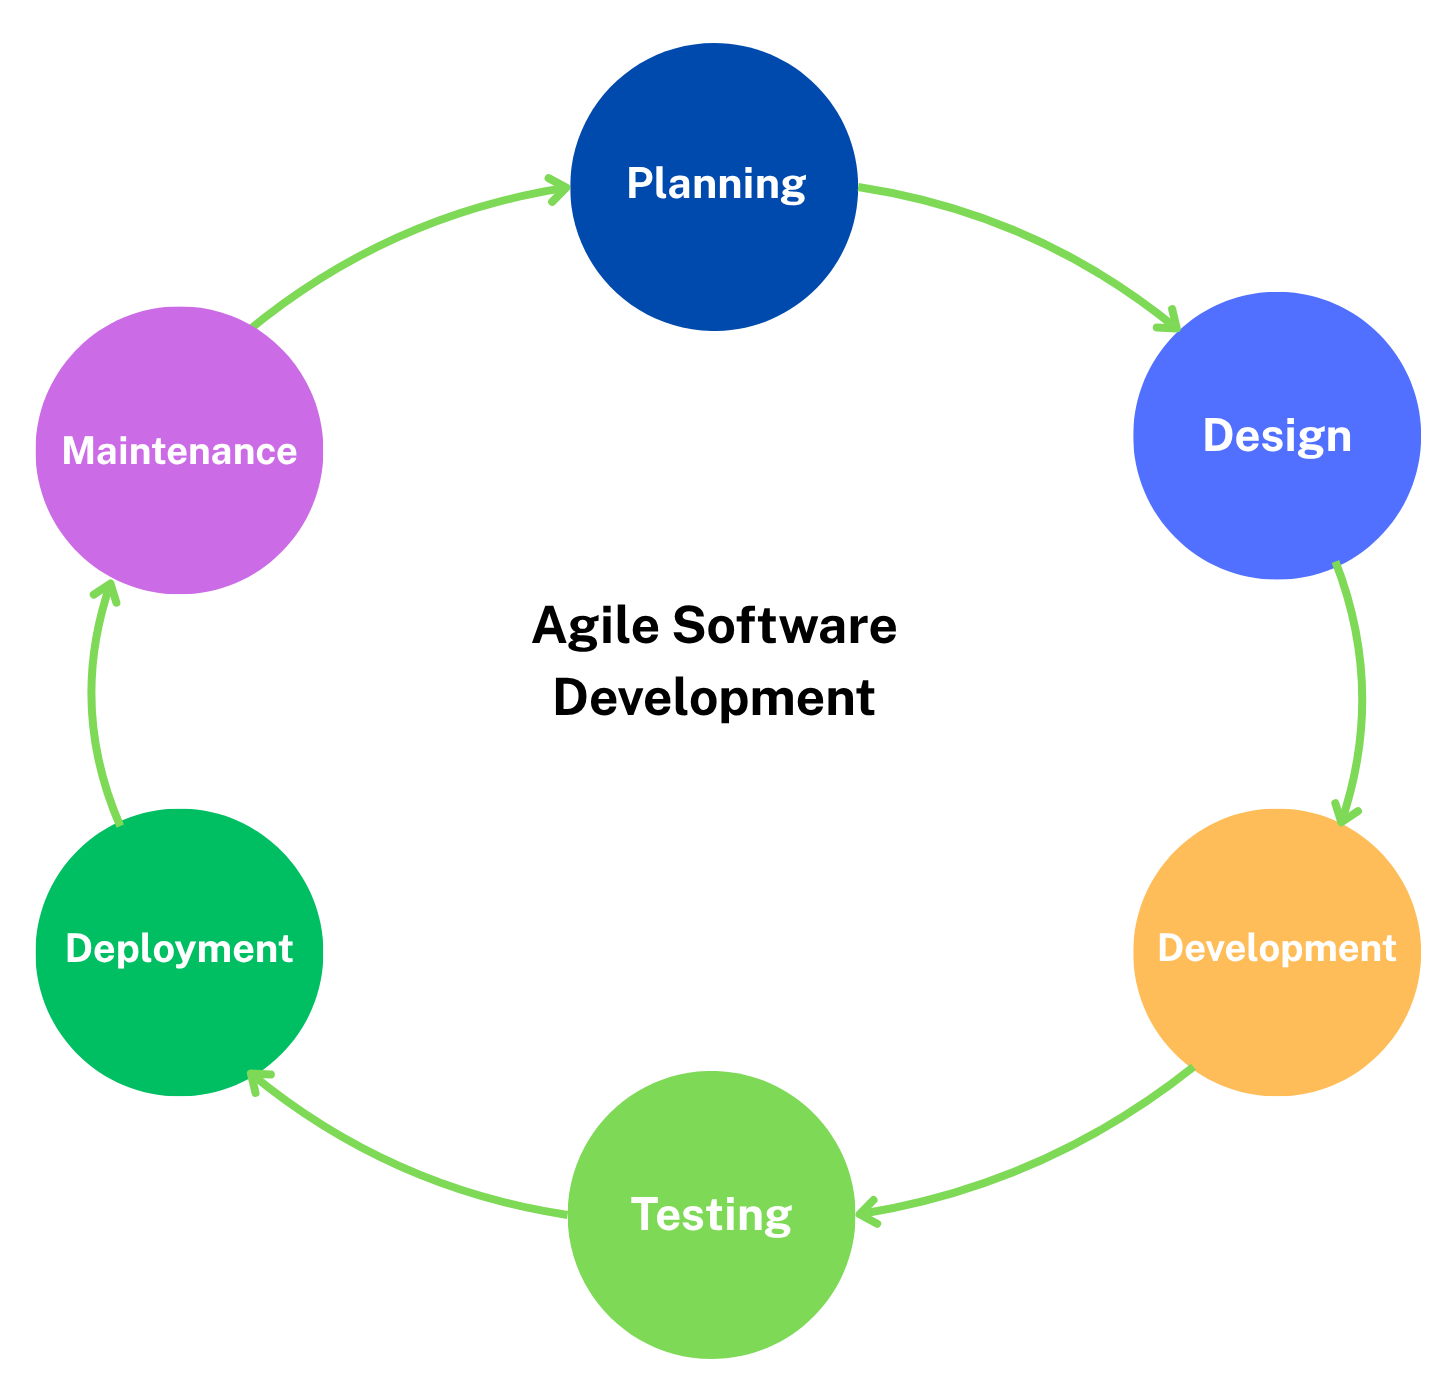 Planning
Design
Maintenance
Agile Software
Development
Deployment
Development
Testing